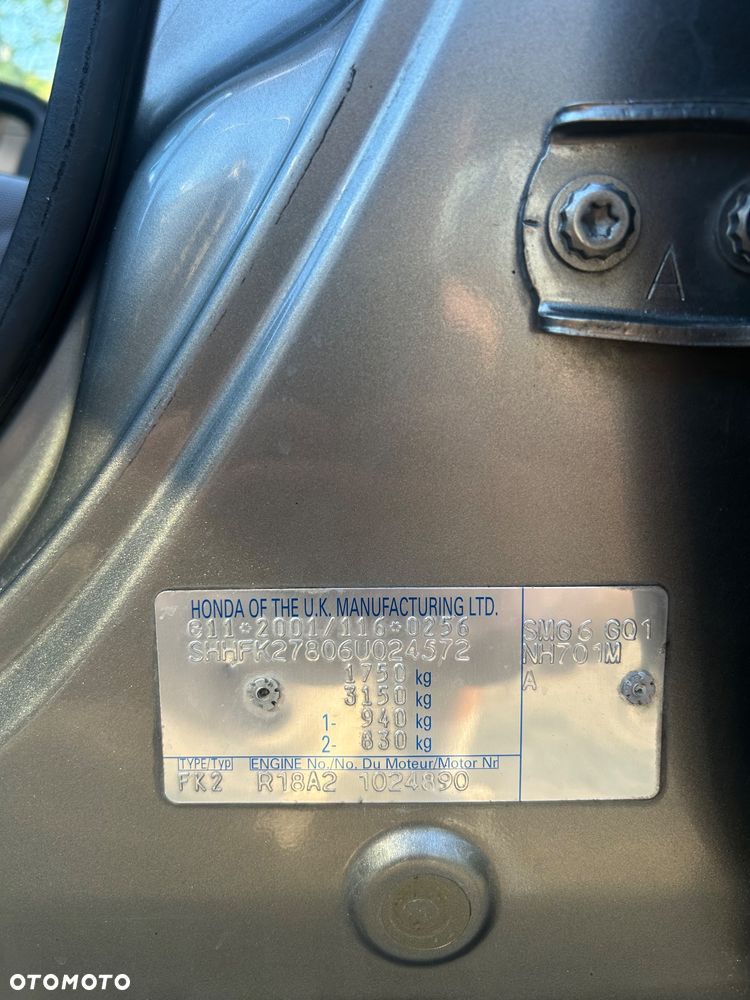 A
HONDA OF THE U.K. MANUFACTURING LTD.
e11*2001/116*0256
SHHFK27806U024572
1750 kg
3150 kg
1- 940 kg
2- 830 kg
SMG6 GQ1
NH701M
A
TYPE/TYP
FK2
ENGINE No./No. Du Moteur/Motor Nr
R18A2 1024890
OTOMOTO